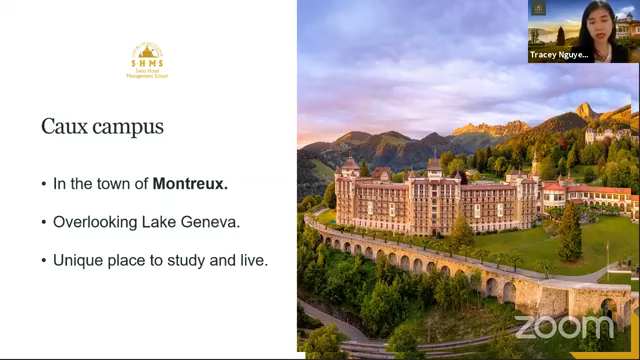 Tracey Nguye...
S·H·M·S
Swiss Hotel
Management School
Caux campus
• In the town of Montreux.
• Overlooking Lake Geneva.
• Unique place to study and live.
zoom